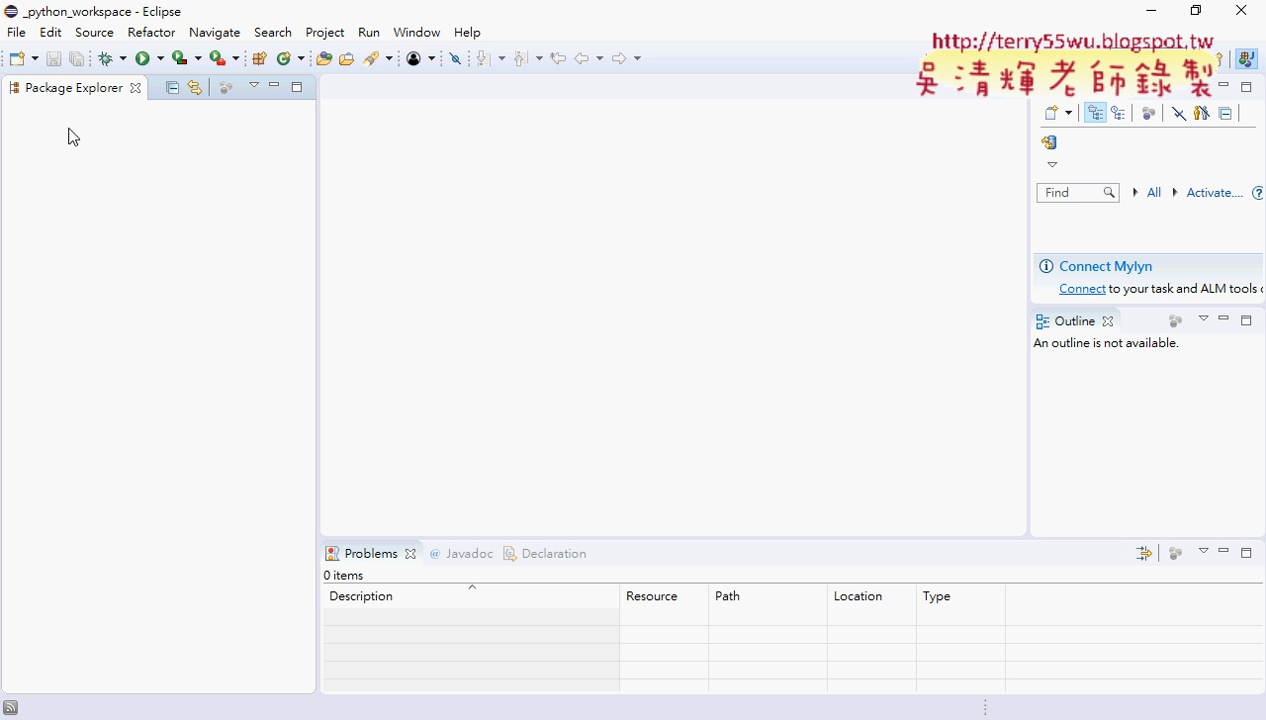 _python_workspace - Eclipse
File Edit Source Refactor Navigate Search Project Run Window Help
http://terry55wu.blogspot.tw
吳清輝老師錄製
Package Explorer
Find All Activate....
Connect Mylyn
Connect to your task and ALM tools
Outline
An outline is not available.
Problems @ Javadoc Declaration
0 items
Description Resource Path Location Type